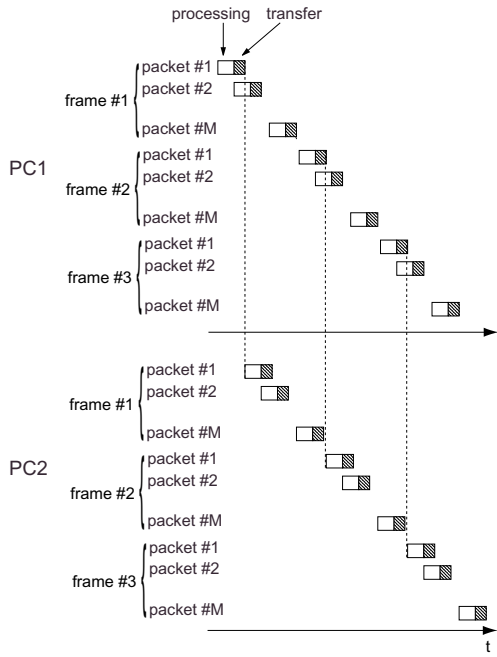 processing transfer
packet #1
packet #2
frame #1
packet #M
packet #1
PC1
packet #2
frame #2
packet #M
packet #1
packet #2
frame #3
packet #M
packet #1
packet #2
frame #1
packet #M
packet #1
PC2
packet #2
frame #2
packet #M
packet #1
packet #2
frame #3
packet #M
t